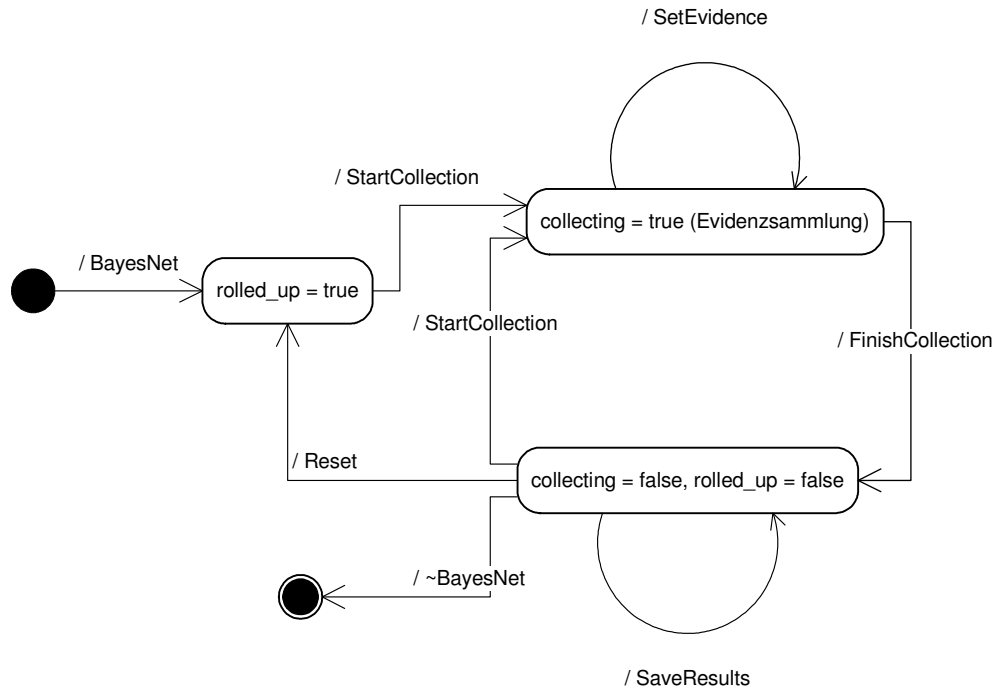 / SetEvidence
/ StartCollection
collecting = true (Evidenzsammlung)
/ BayesNet
rolled_up = true
/ StartCollection
/ FinishCollection
/ Reset
collecting = false, rolled_up = false
/ ~BayesNet
/ SaveResults